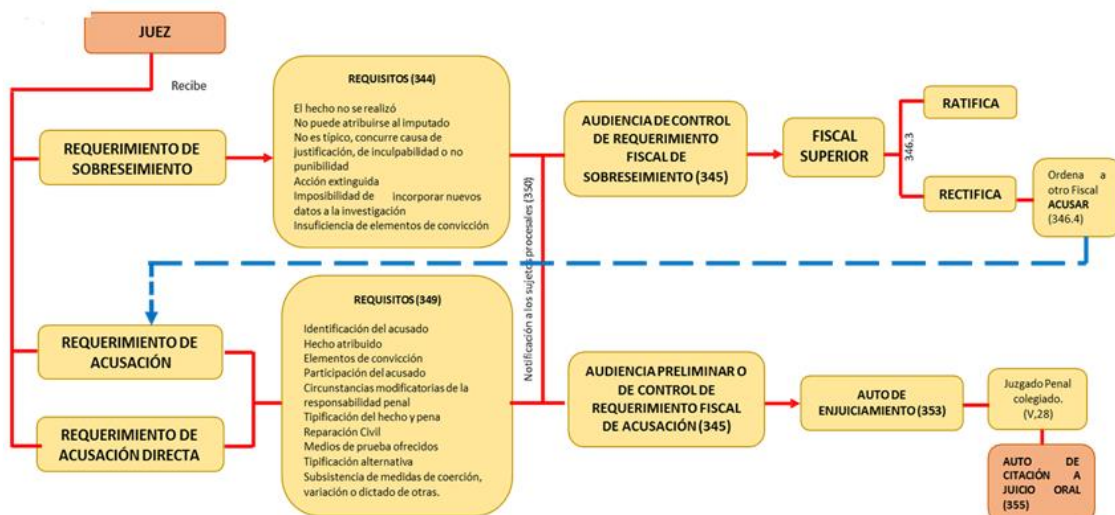 JUEZ
Recibe
REQUERIMIENTO DE
SOBRESEIMIENTO
REQUISITOS (344)
El hecho no se realizó
No puede atribuirse al imputado
No es típico, concurre causa de
justificación, de inculpabilidad o no
punibilidad
Acción extinguida
Imposibilidad de incorporar nuevos
datos a la investigación
Insuficiencia de elementos de convicción
Notificación a los sujetos procesales (350)
AUDIENCIA DE CONTROL
DE REQUERIMIENTO
FISCAL DE
SOBRESEIMIENTO (345)
FISCAL
SUPERIOR
346.3
RATIFICA
RECTIFICA
Ordena a
otro Fiscal
ACUSAR
(346.4)
REQUERIMIENTO DE
ACUSACIÓN
REQUERIMIENTO DE
ACUSACIÓN DIRECTA
REQUISITOS (349)
Identificación del acusado
Hecho atribuido
Elementos de convicción
Participación del acusado
Circunstancias modificatorias de la
responsabilidad penal
Tipificación del hecho y pena
Reparación Civil
Medios de prueba ofrecidos
Tipificación alternativa
Subsistencia de medidas de coerción,
variación o dictado de otras.
AUDIENCIA PRELIMINAR O
DE CONTROL DE
REQUERIMIENTO FISCAL
DE ACUSACIÓN (345)
AUTO DE
ENJUICIAMIENTO (353)
Juzgado Penal
colegiado.
(V,28)
AUTO DE
CITACIÓN A
JUICIO ORAL
(355)